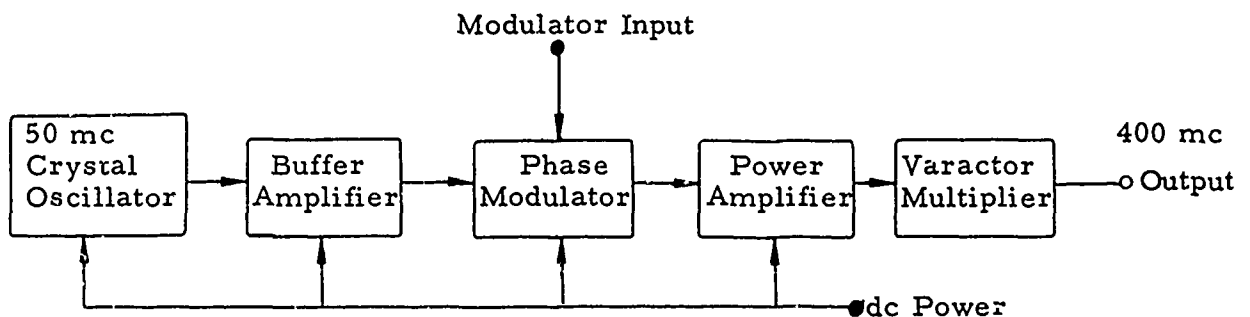 Modulator Input
50 mc
Crystal
Oscillator
Buffer
Amplifier
Phase
Modulator
Power
Amplifier
Varactor
Multiplier
400 mc
Output
dc Power